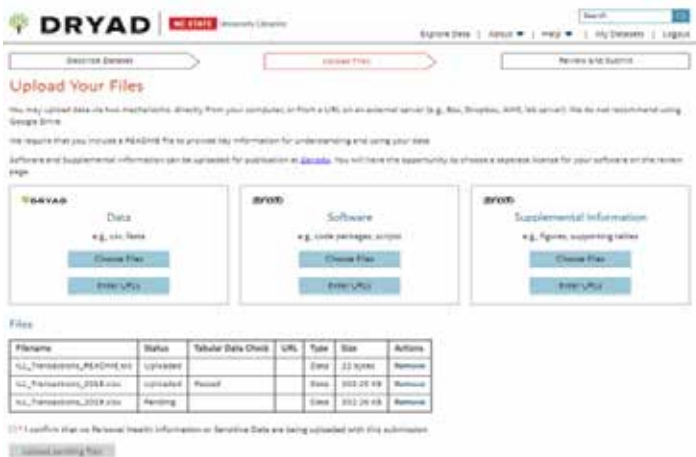 DRYAD NC STATE University Libraries
Search
Explore Data | About | Help | My Datasets | Logout
Describe Dataset
Upload Files
Review and Submit
Upload Your Files
You may upload data via two mechanisms: directly from your computer, or from a URL on an external server (e.g., Box, Dropbox, AWS, lab server). We do not recommend using
Google Drive.
We require that you include a README file to provide key information for understanding and using your data.
Software and Supplemental Information can be uploaded for publication at Zenodo. You will have the opportunity to choose a separate license for your software on the review
page.
DRYAD
Data
e.g., csv, fasta
Choose Files
Enter URLs
zenodo
Software
e.g., code packages, scripts
Choose Files
Enter URLs
zenodo
Supplemental Information
e.g., figures, supporting tables
Choose Files
Enter URLs
Files
Filename Status Tabular Data Check URL Type Size Actions
ILL_Transactions_README.txt Uploaded Data 22 bytes Remove
ILL_Transactions_2018.xlsx Uploaded Passed Data Remove
ILL_Transactions_2019.xlsx Pending Data Remove
* I confirm that no Personal Health Information or Sensitive Data are being uploaded with this submission
Upload pending files